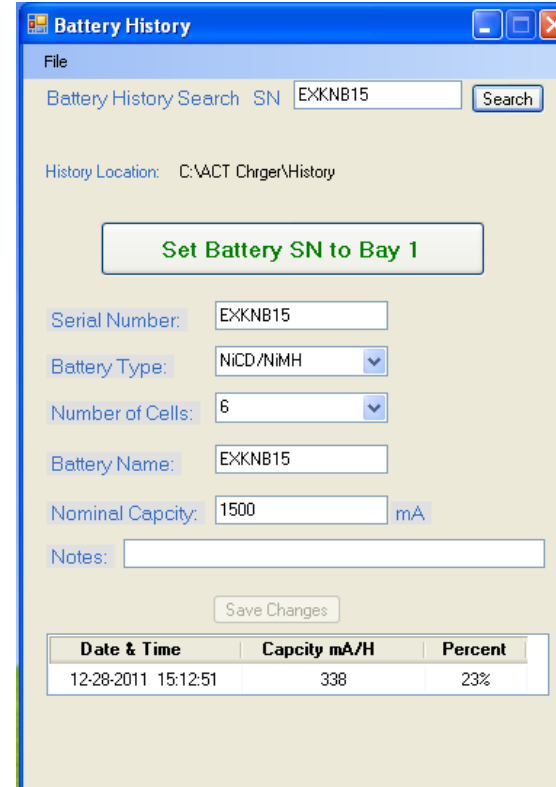 Battery History
File
Battery History Search SN EXKNB15 Search
History Location: C:\ACT Chrger\History
Set Battery SN to Bay 1
Serial Number: EXKNB15
Battery Type: NiCD/NiMH
Number of Cells: 6
Battery Name: EXKNB15
Nominal Capcity: 1500 mA
Notes:
Save Changes
Date & Time Capcity mA/H Percent
12-28-2011 15:12:51 338 23%